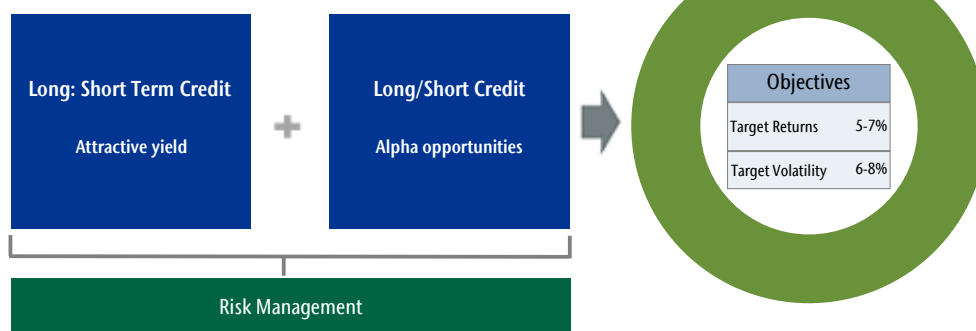 Long: Short Term Credit
Attractive yield
Long/Short Credit
Alpha opportunities
Objectives
Target Returns 5-7%
Target Volatility 6-8%
Risk Management